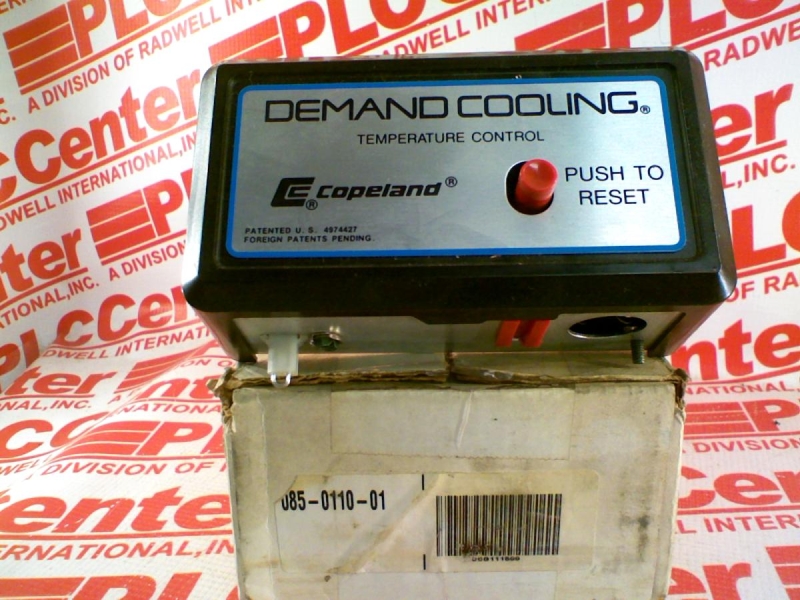 DEMAND COOLING®
TEMPERATURE CONTROL
Copeland®
®
PUSH TO
RESET
PATENTED U. S. 4974427
FOREIGN PATENTS PENDING
085-0110-01
PLCCenter
A DIVISION OF RADWELL INTERNATIONAL, INC.